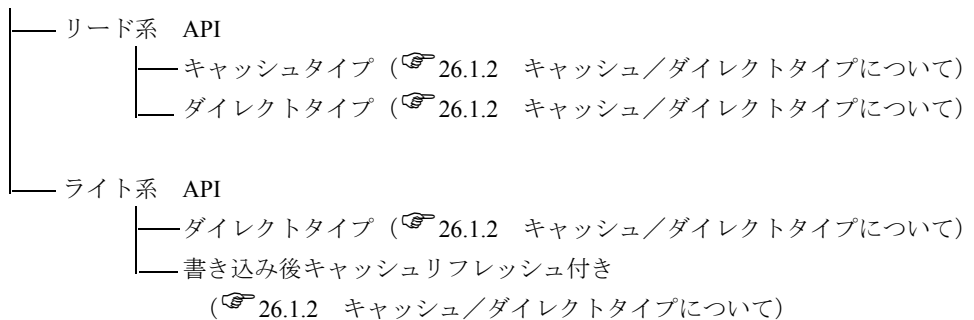 リード系　API
キャッシュタイプ（☞26.1.2　キャッシュ／ダイレクトタイプについて）
ダイレクトタイプ（☞26.1.2　キャッシュ／ダイレクトタイプについて）
ライト系　API
ダイレクトタイプ（☞26.1.2　キャッシュ／ダイレクトタイプについて）
書き込み後キャッシュリフレッシュ付き
（☞26.1.2　キャッシュ／ダイレクトタイプについて）